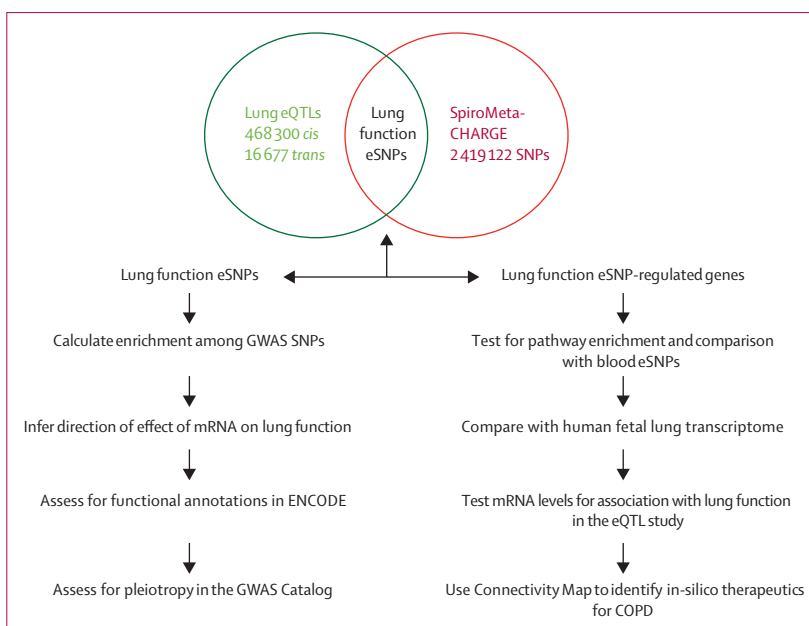 Lung eQTLs
468 300 cis
16 677 trans
Lung
function
eSNPs
SpiroMeta-
CHARGE
2 419 122 SNPs
Lung function eSNPs
Lung function eSNP-regulated genes
Calculate enrichment among GWAS SNPs
Test for pathway enrichment and comparison
with blood eSNPs
Infer direction of effect of mRNA on lung function
Compare with human fetal lung transcriptome
Assess for functional annotations in ENCODE
Test mRNA levels for association with lung function
in the eQTL study
Assess for pleiotropy in the GWAS Catalog
Use Connectivity Map to identify in-silico therapeutics
for COPD